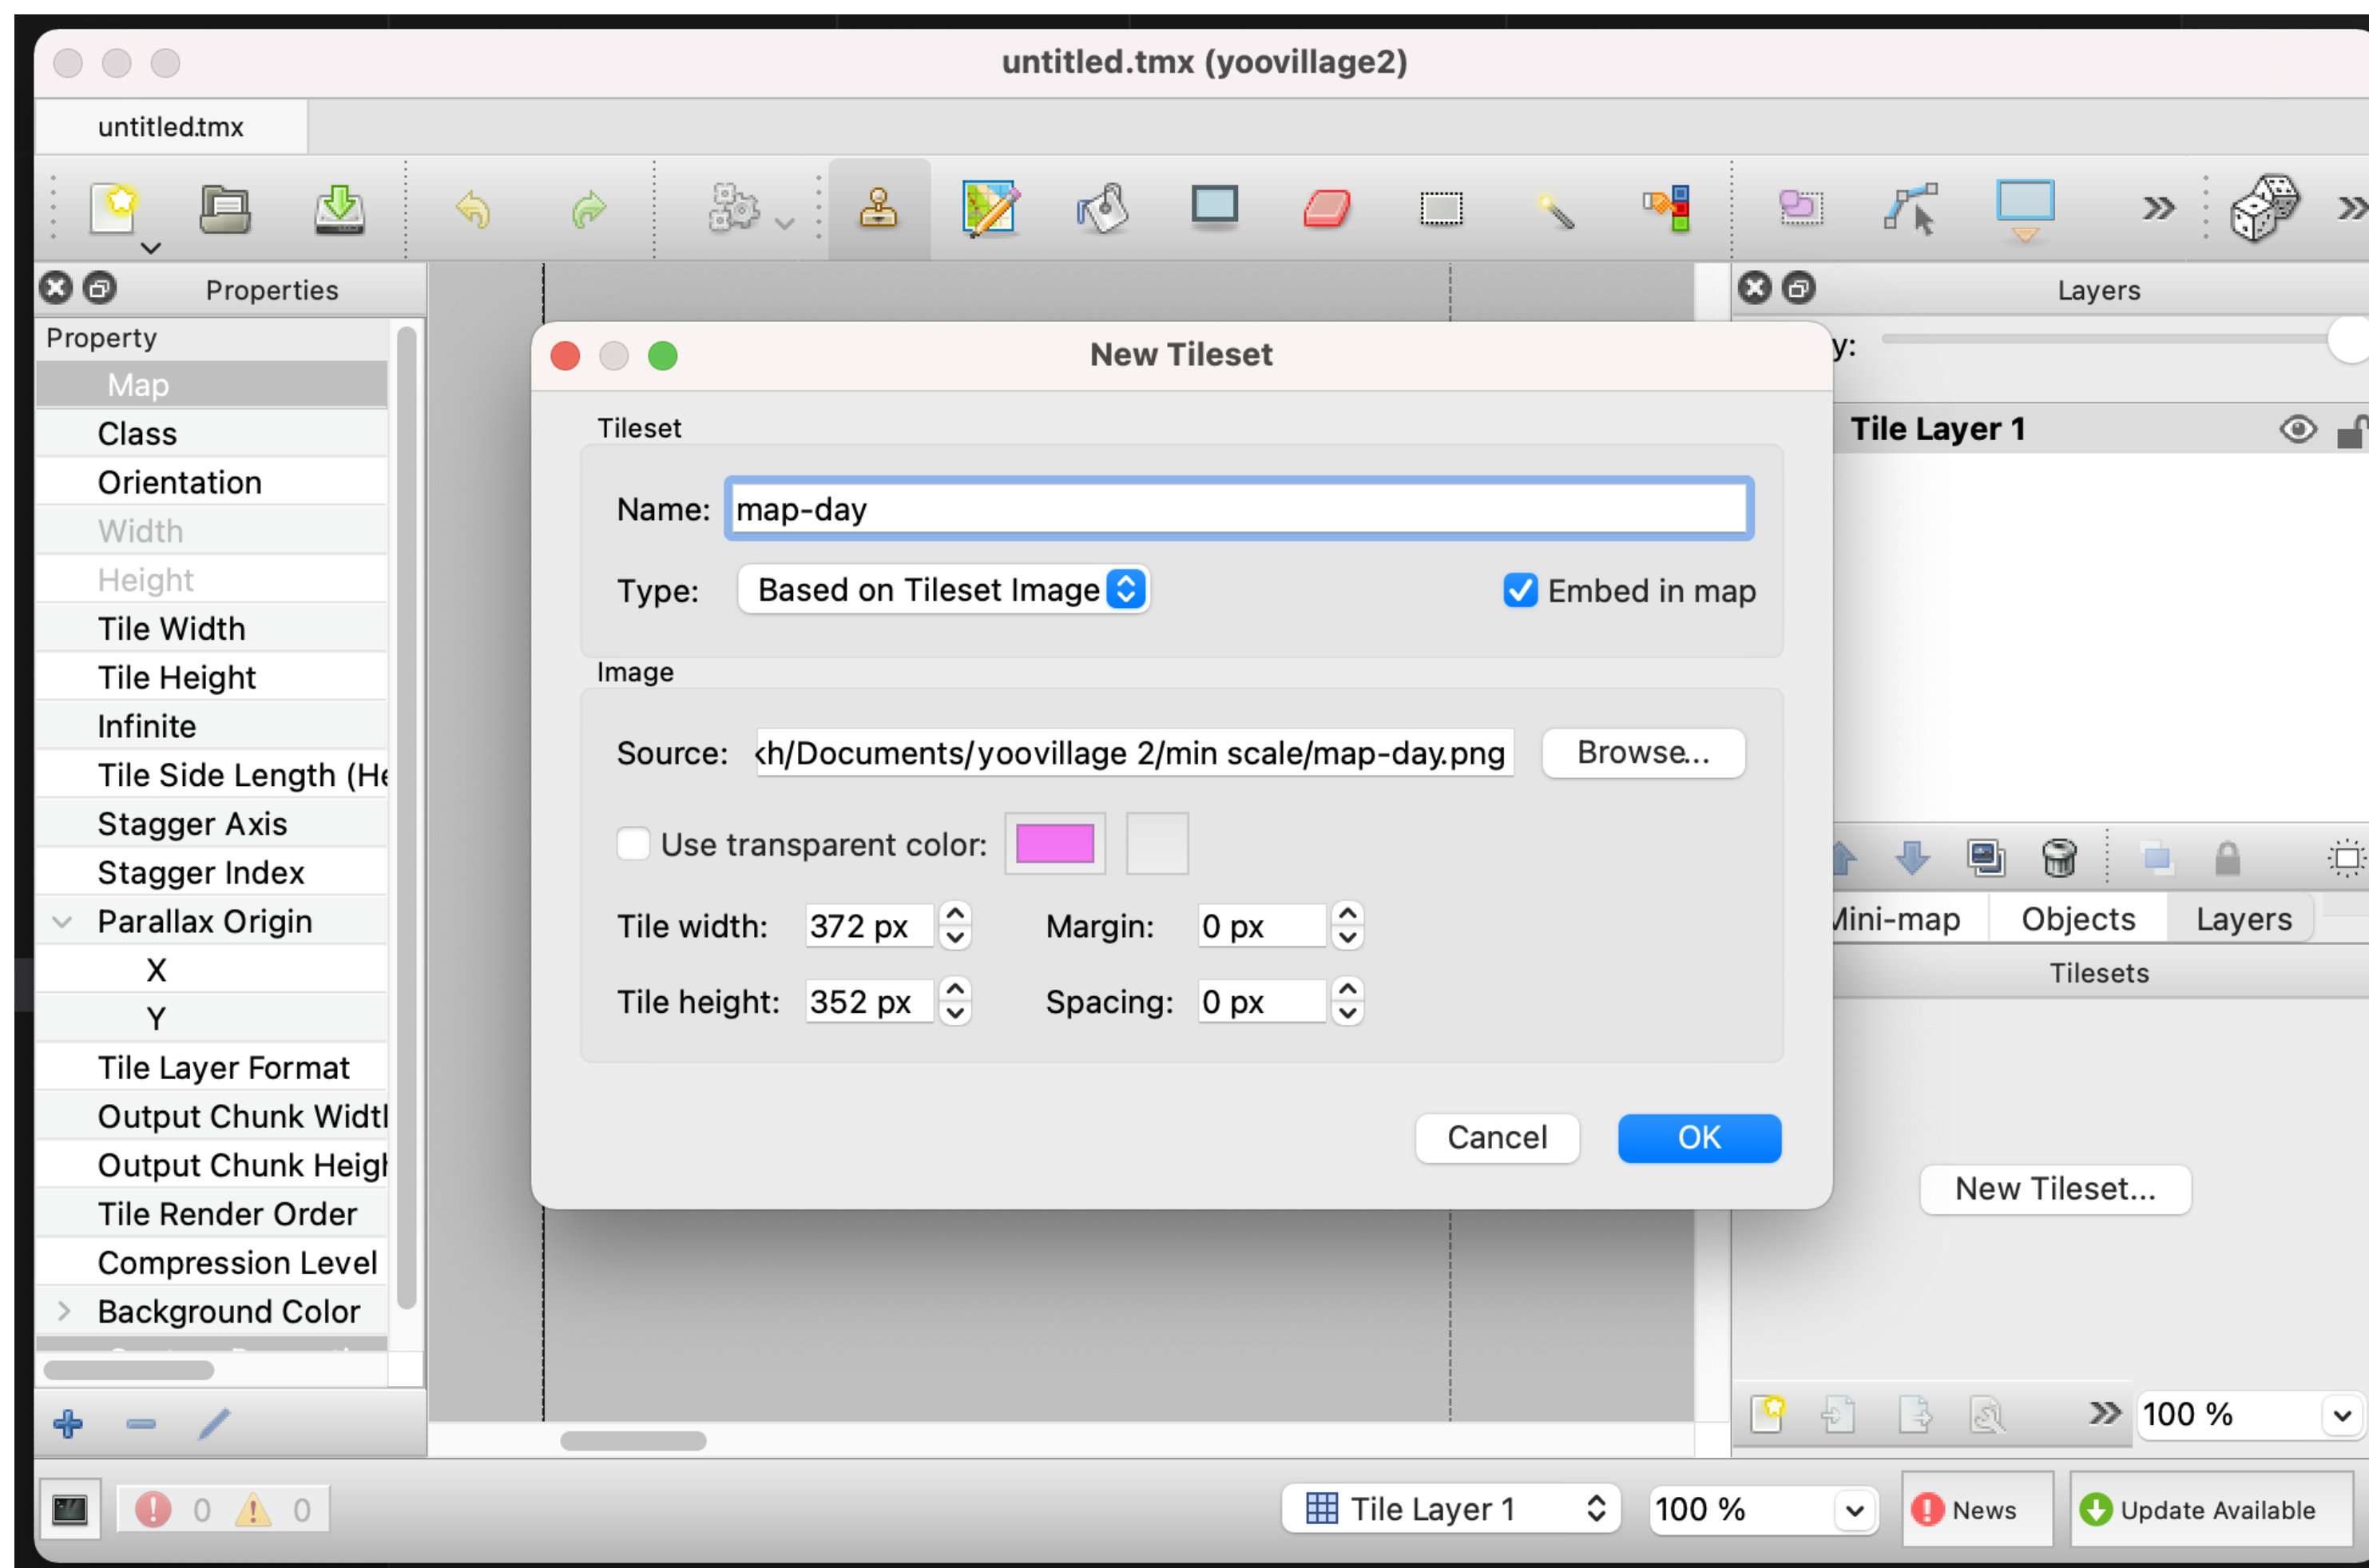 untitled.tmx (yoovillage2)
untitled.tmx
Properties
Property
Map
Class
Orientation
Width
Height
Tile Width
Tile Height
Infinite
Tile Side Length (He
Stagger Axis
Stagger Index
Parallax Origin
X
Y
Tile Layer Format
Output Chunk Widt
Output Chunk Heig
Tile Render Order
Compression Level
Background Color
New Tileset
Tileset
Name: map-day
Type: Based on Tileset Image Embed in map
Image
Source: kh/Documents/yoovillage 2/min scale/map-day.png Browse...
Use transparent color:
Tile width: 372 px Margin: 0 px
Tile height: 352 px Spacing: 0 px
Cancel OK
Layers
y:
Tile Layer 1
Mini-map Objects Layers
Tilesets
New Tileset...
100 %
0 0
Tile Layer 1 100 % News Update Available